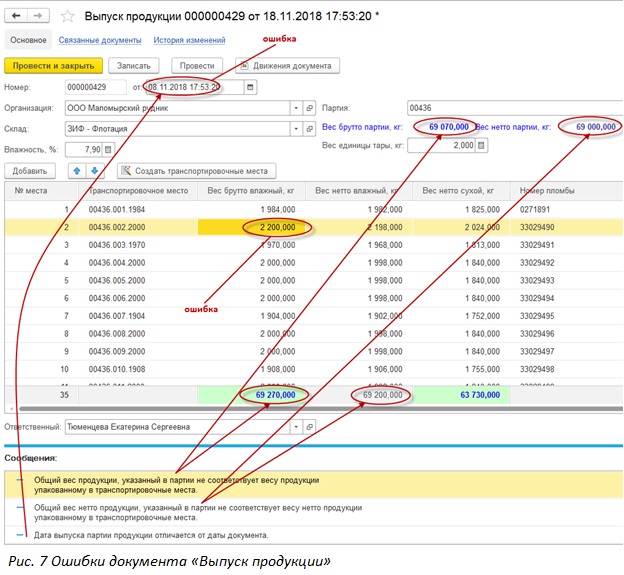 Выпуск продукции 000000429 от 18.11.2018 17:53:20 *
Основное Связанные документы История изменений
ошибка
Провести и закрыть Записать Провести Движения документа
Номер: 000000429 от 08.11.2018 17:53:20
Организация: ООО Маломырский рудник Партия: 00436
Склад: ЗИФ - Флотация Вес брутто партии, кг: 69 070,000 Вес нетто партии, кг: 69 000,000
Влажность, %: 7,90 Вес единицы тары, кг: 2,000
Добавить Создать транспортировочные места
№ места Транспортировочное место Вес брутто влажный, кг Вес нетто влажный, кг Вес нетто сухой, кг Номер пломбы
1 00436.001.1984 1 984,000 1 982,000 1 825,000 0271891
2 00436.002.2000 2 200,000 2 198,000 2 024,000 33029490
3 00436.003.1970 1 970,000 1 968,000 1 813,000 33029491
4 00436.004.2000 2 000,000 1 998,000 1 840,000 33029492
5 00436.005.2000 2 000,000 1 998,000 1 840,000 33029493
6 00436.006.2000 2 000,000 1 998,000 1 840,000 33029494
ошибка
7 00436.007.1904 1 904,000 1 902,000 1 752,000 33029495
8 00436.008.2000 2 000,000 1 998,000 1 840,000 33029496
9 00436.009.2000 2 000,000 1 998,000 1 840,000 33029497
10 00436.010.1908 1 908,000 1 906,000 1 755,000 33029498
35 69 270,000 69 200,000 63 730,000
Ответственный: Тюменцева Екатерина Сергеевна
Сообщения:
Общий вес продукции, указанный в партии не соответствует весу продукции
упакованному в транспортировочные места.
Общий вес нетто продукции, указанный в партии не соответствует весу нетто продукции
упакованному в транспортировочные места.
Дата выпуска партии продукции отличается от даты документа.
Рис. 7 Ошибки документа «Выпуск продукции»